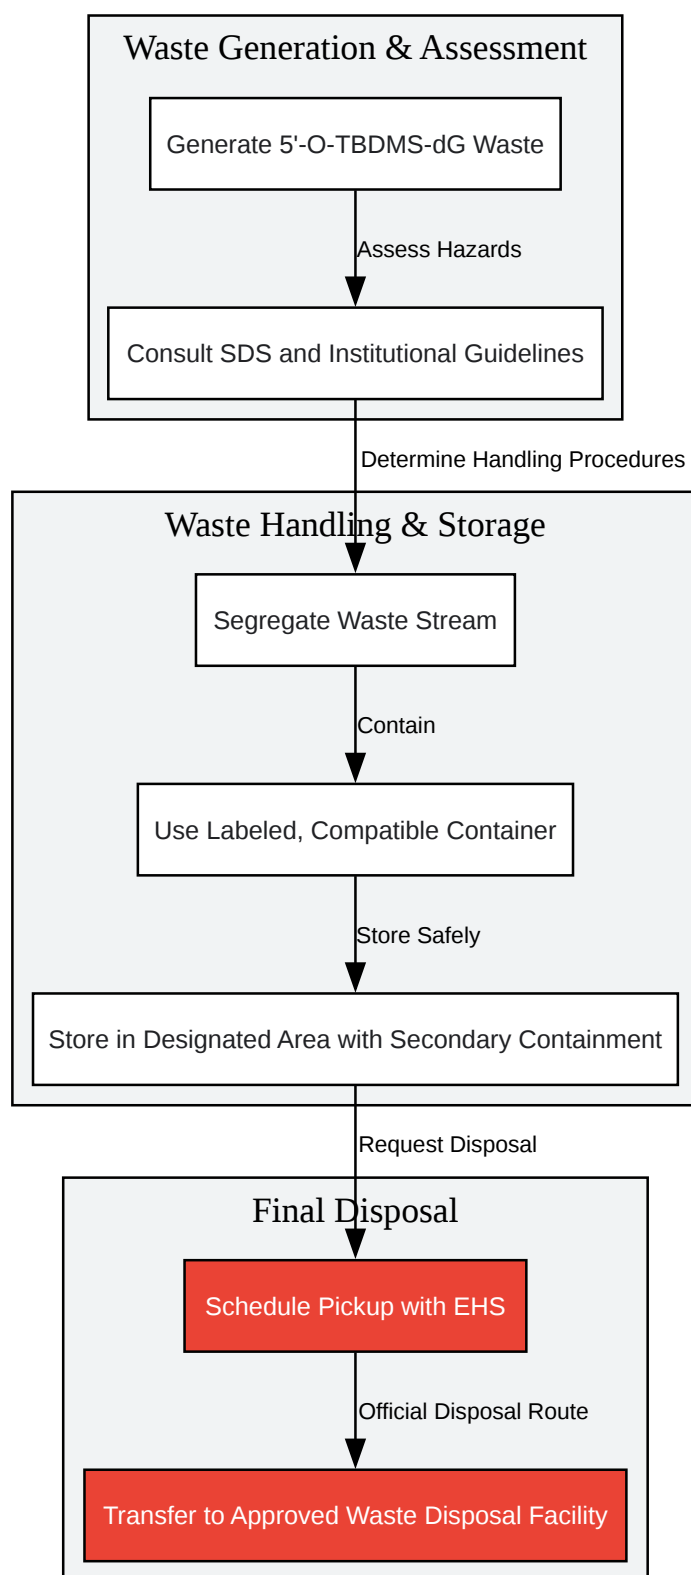 Waste Generation & Assessment
Generate 5'-O-TBDMS-dG Waste
Assess Hazards
Consult SDS and Institutional Guidelines
Determine Handling Procedures
Waste Handling & Storage
Segregate Waste Stream
Contain
Use Labeled, Compatible Container
Store Safely
Store in Designated Area with Secondary Containment
Request Disposal
Final Disposal
Schedule Pickup with EHS
Official Disposal Route
Transfer to Approved Waste Disposal Facility